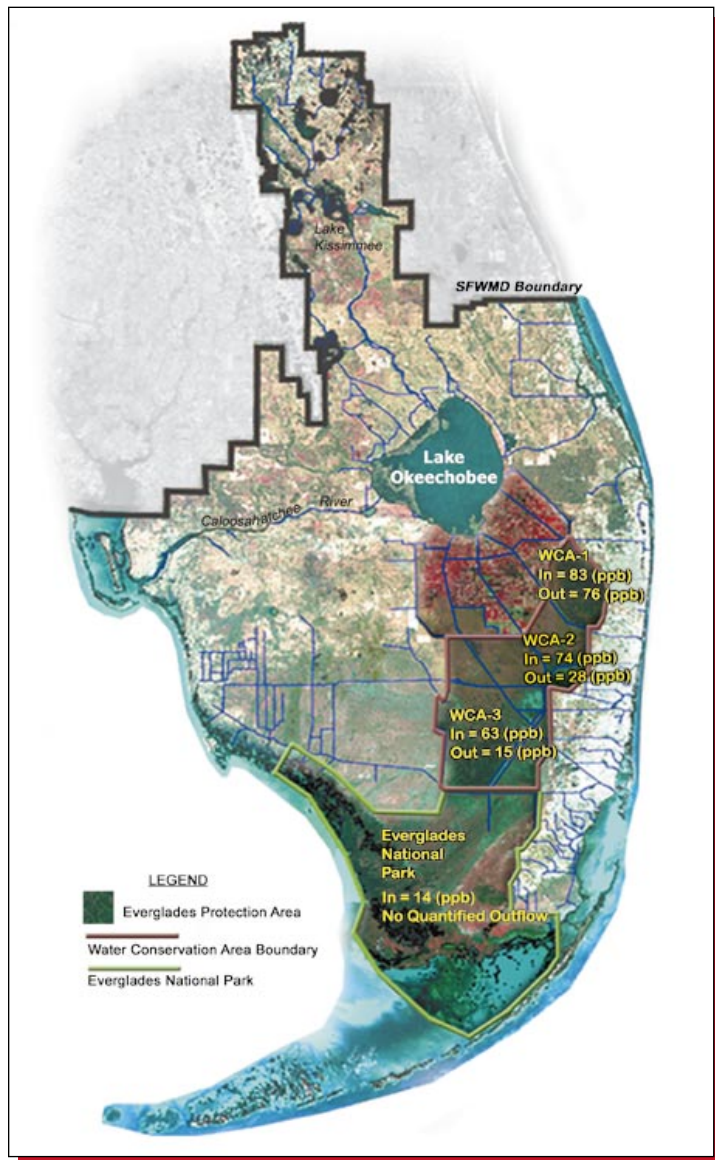 Lake
Kissimmee
SFWMD Boundary
Lake
Okeechobee
Caloosahatchee River
WCA-1
In = 83 (ppb)
Out = 76 (ppb)
WCA-2
In = 74 (ppb)
Out = 28 (ppb)
WCA-3
In = 63 (ppb)
Out = 15 (ppb)
Everglades
National
Park
In = 14 (ppb)
No Quantified Outflow
LEGEND
Everglades Protection Area
Water Conservation Area Boundary
Everglades National Park